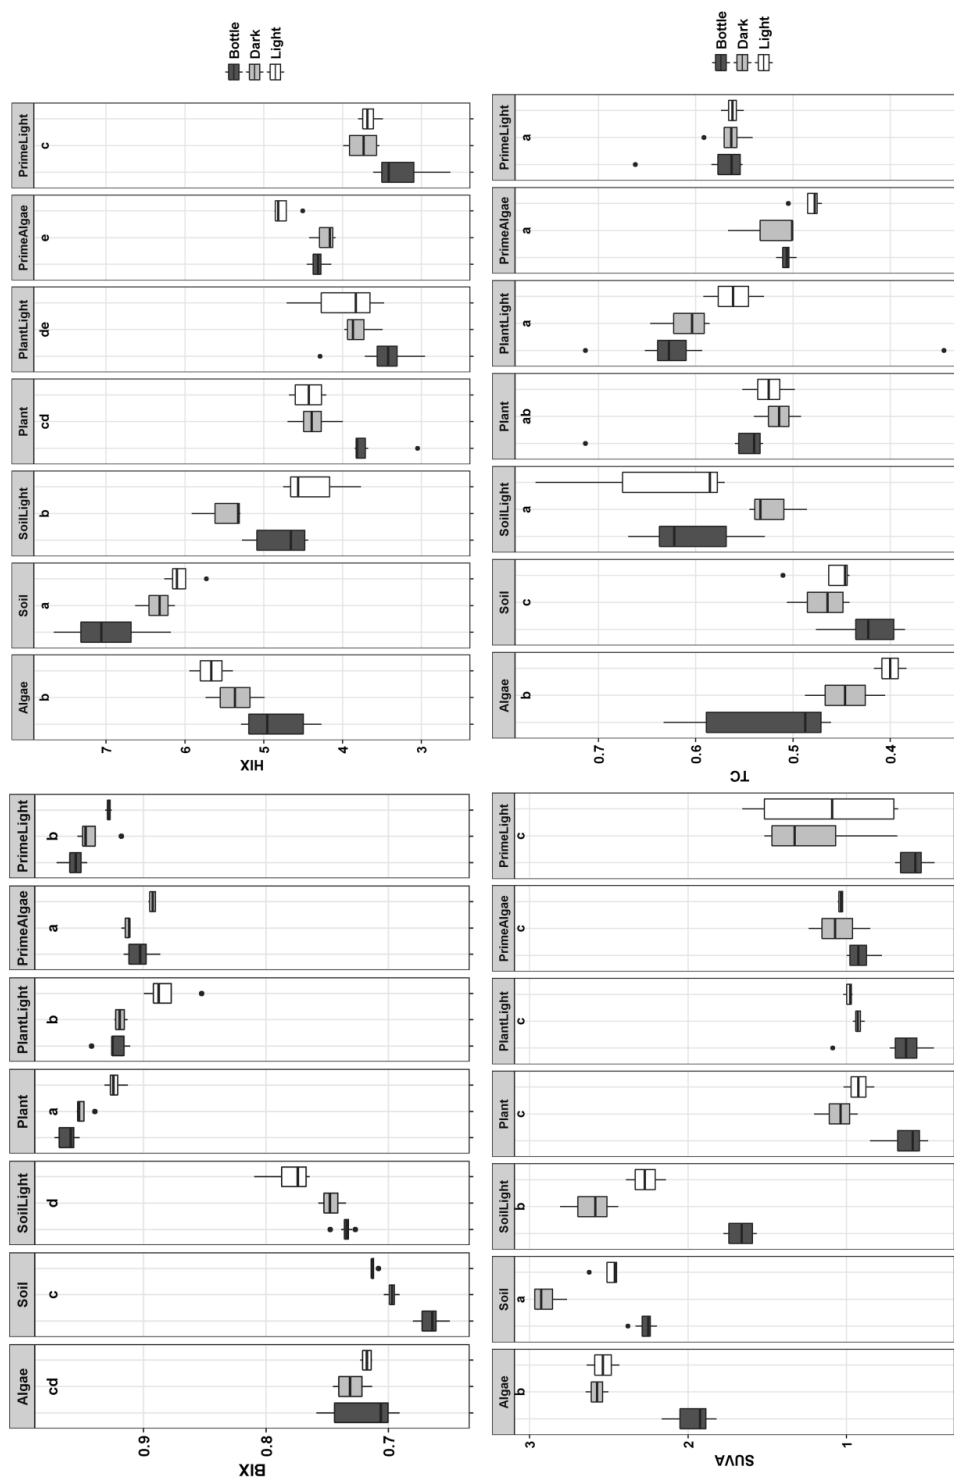 Algae Soil SoilLight Plant PlantLight PrimeAlgae PrimeLight
cd c d a b a b
0.9
0.8
0.7
BIX
Algae Soil SoilLight Plant PlantLight PrimeAlgae PrimeLight
b a b cd de e c
7
6
5
4
3
HIX
Bottle
Dark
Light
Algae Soil SoilLight Plant PlantLight PrimeAlgae PrimeLight
b a b c c c c
3
2
1
SUVA
Algae Soil SoilLight Plant PlantLight PrimeAlgae PrimeLight
b c a ab a a a
0.7
0.6
0.5
0.4
TC
Bottle
Dark
Light